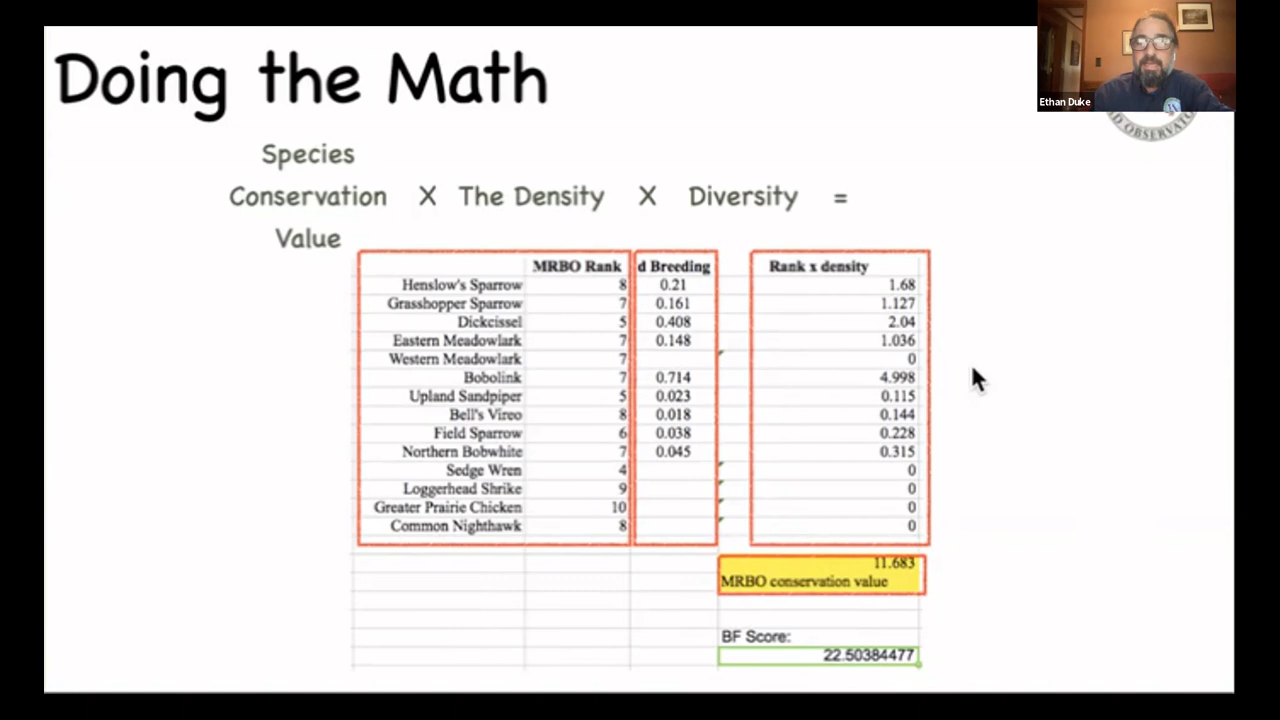 Doing the Math
Ethan Duke
D OBSERVAT
Species
Conservation X The Density X Diversity =
Value
MRBO Rank d Breeding Rank x density
Henslow's Sparrow 8 0.21 1.68
Grasshopper Sparrow 7 0.161 1.127
Dickcissel 5 0.408 2.04
Eastern Meadowlark 7 0.148 1.036
Western Meadowlark 7 0
Bobolink 7 0.714 4.998
Upland Sandpiper 5 0.023 0.115
Bell's Vireo 8 0.018 0.144
Field Sparrow 6 0.038 0.228
Northern Bobwhite 7 0.045 0.315
Sedge Wren 4 0
Loggerhead Shrike 9 0
Greater Prairie Chicken 10 0
Common Nighthawk 8 0
11.683
MRBO conservation value
BF Score:
22.50384477